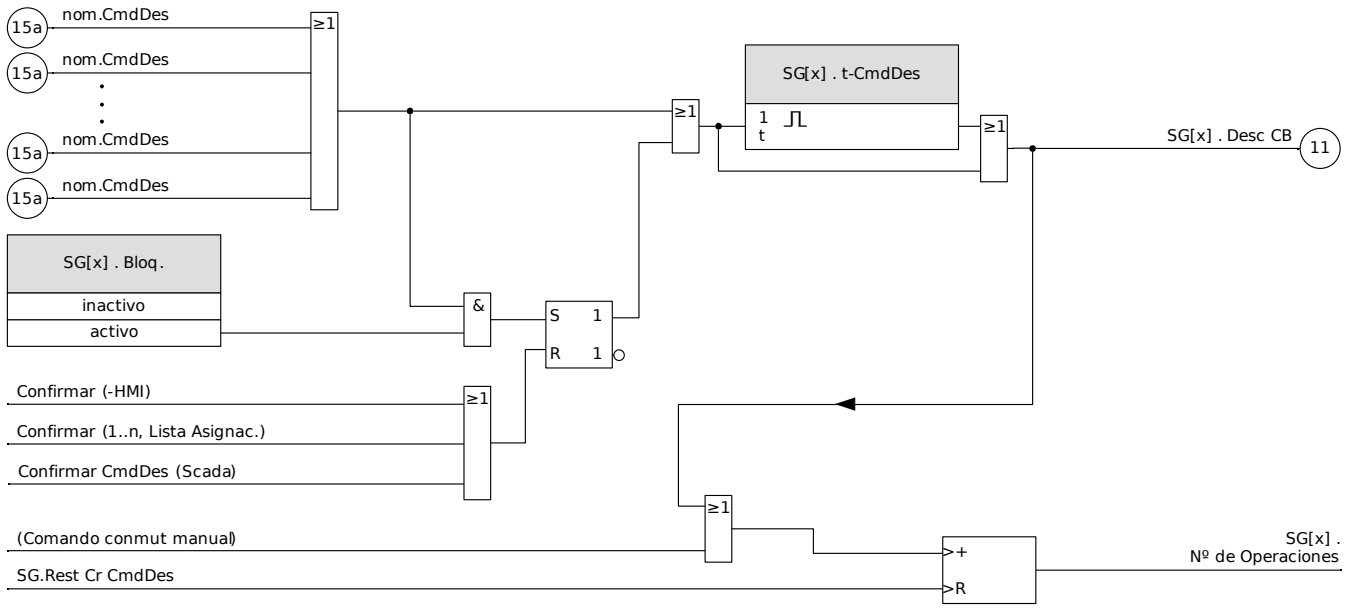 15a
nom.CmdDes
≥1
15a
nom.CmdDes
15a
nom.CmdDes
15a
nom.CmdDes
SG[x] . t-CmdDes
≥1
1
t
≥1
SG[x] . Desc CB
11
SG[x] . Bloq.
inactivo
activo
&
S 1
R 1
Confirmar (-HMI)
≥1
Confirmar (1..n, Lista Asignac.)
Confirmar CmdDes (Scada)
≥1
(Comando conmut manual)
SG.Rest Cr CmdDes
+
R
SG[x] .
Nº de Operaciones